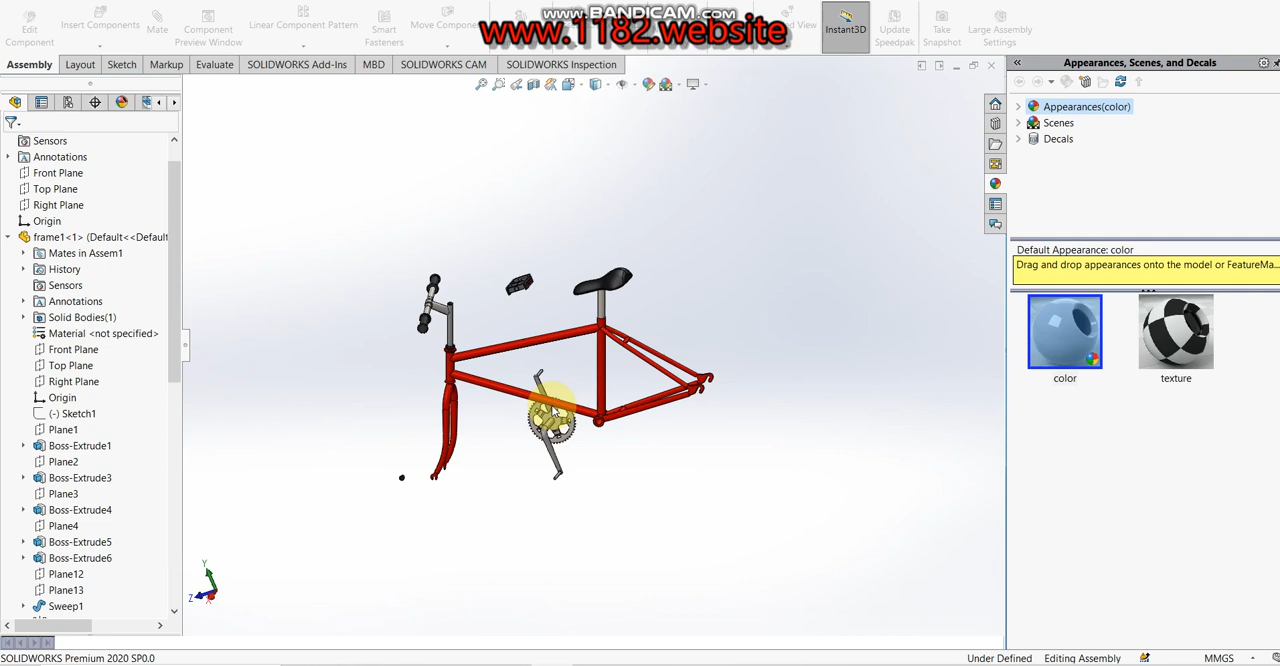 www.BANDICAM.com
www.1182.website
Edit Component
Insert Components
Mate
Component Preview Window
Linear Component Pattern
Smart Fasteners
Move Compon
d View
Instant3D
Update Speedpak
Take Snapshot
Large Assembly Settings
Assembly
Layout
Sketch
Markup
Evaluate
SOLIDWORKS Add-Ins
MBD
SOLIDWORKS CAM
SOLIDWORKS Inspection
Appearances, Scenes, and Decals
Appearances(color)
Scenes
Decals
Default Appearance: color
Drag and drop appearances onto the model or FeatureMa...
color
texture
Sensors
Annotations
Front Plane
Top Plane
Right Plane
Origin
frame1<1> (Default<<Default
Mates in Assem1
History
Sensors
Annotations
Solid Bodies(1)
Material <not specified>
Front Plane
Top Plane
Right Plane
Origin
(-) Sketch1
Plane1
Boss-Extrude1
Plane2
Boss-Extrude3
Plane3
Boss-Extrude4
Plane4
Boss-Extrude5
Boss-Extrude6
Plane12
Plane13
Sweep1
Y
Z
X
SOLIDWORKS Premium 2020 SP0.0
Under Defined
Editing Assembly
MMGS